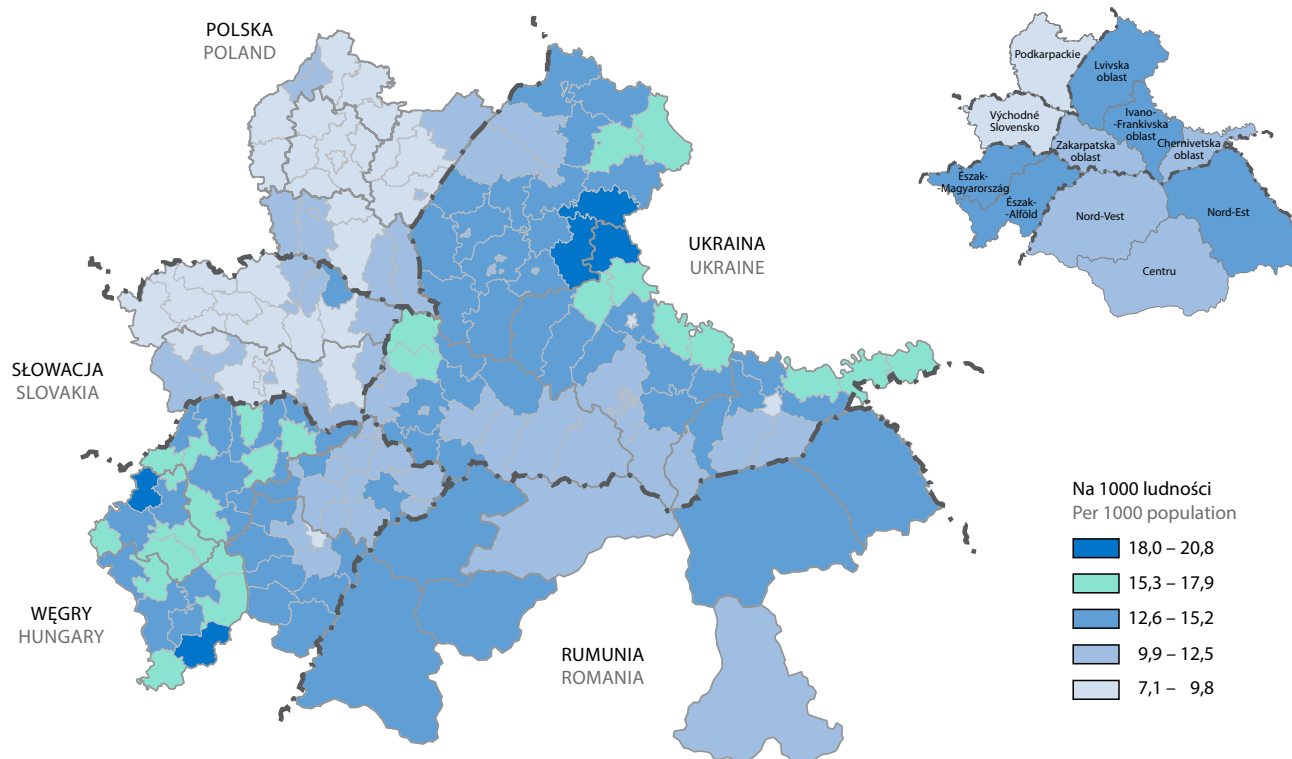 POLSKA
POLAND
UKRAINA
UKRAINE
SŁOWACJA
SLOVAKIA
WĘGRY
HUNGARY
RUMUNIA
ROMANIA
Podkarpackie
Lvivska
oblast
Východné
Slovensko
Ivano-
-Frankivska
oblast
Zakarpatska
oblast
Chernivetska
oblast
Észak-
-Magyarország
Észak-
-Alföld
Nord-Vest
Nord-Est
Centru
Na 1000 ludności
Per 1000 population
18,0 – 20,8
15,3 – 17,9
12,6 – 15,2
9,9 – 12,5
7,1 – 9,8